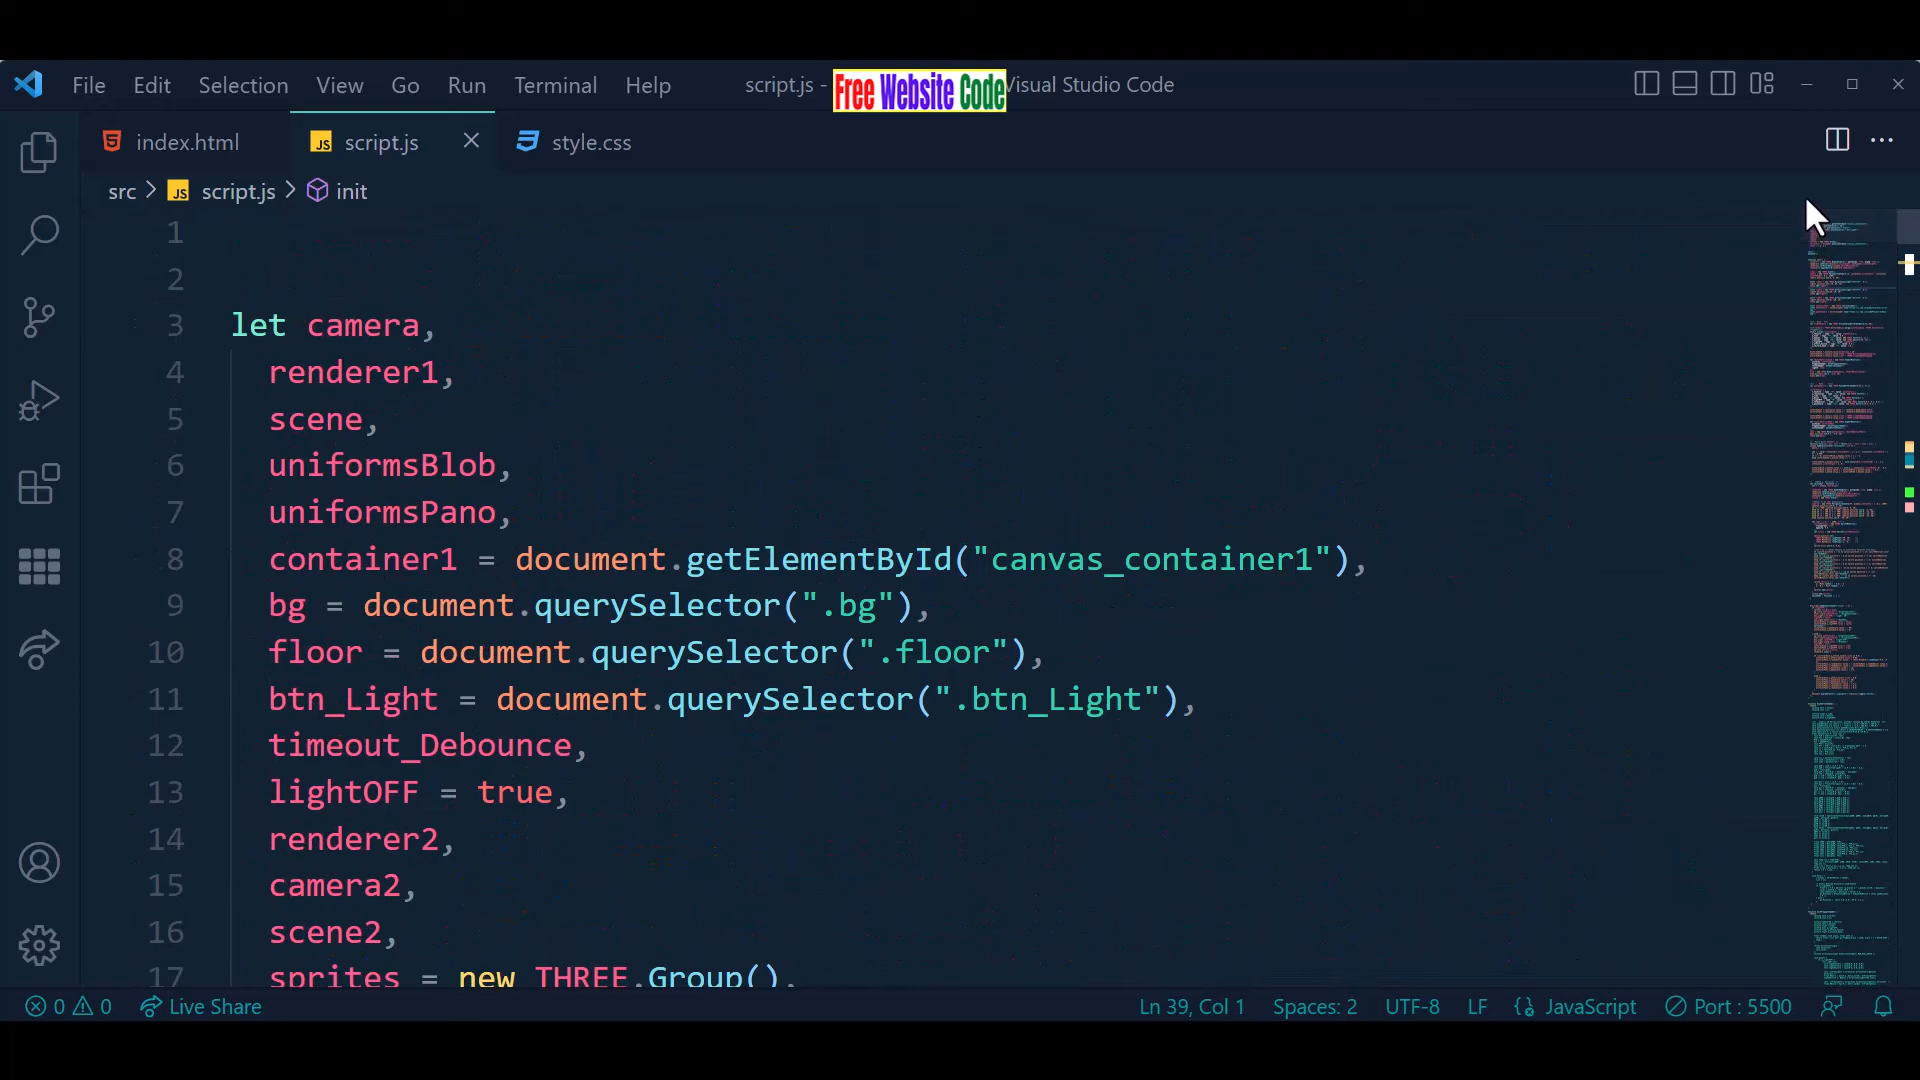 File Edit Selection View Go Run Terminal Help script.js - Free Website Code Visual Studio Code
index.html JS script.js style.css
src > JS script.js > init
1
2
3 let camera,
4 renderer1,
5 scene,
6 uniformsBlob,
7 uniformsPano,
8 container1 = document.getElementById("canvas_container1"),
9 bg = document.querySelector(".bg"),
10 floor = document.querySelector(".floor"),
11 btn_Light = document.querySelector(".btn_Light"),
12 timeout_Debounce,
13 lightOFF = true,
14 renderer2,
15 camera2,
16 scene2,
17 sprites = new THREE.Group(),
0 0 Live Share Ln 39, Col 1 Spaces: 2 UTF-8 LF JavaScript Port : 5500